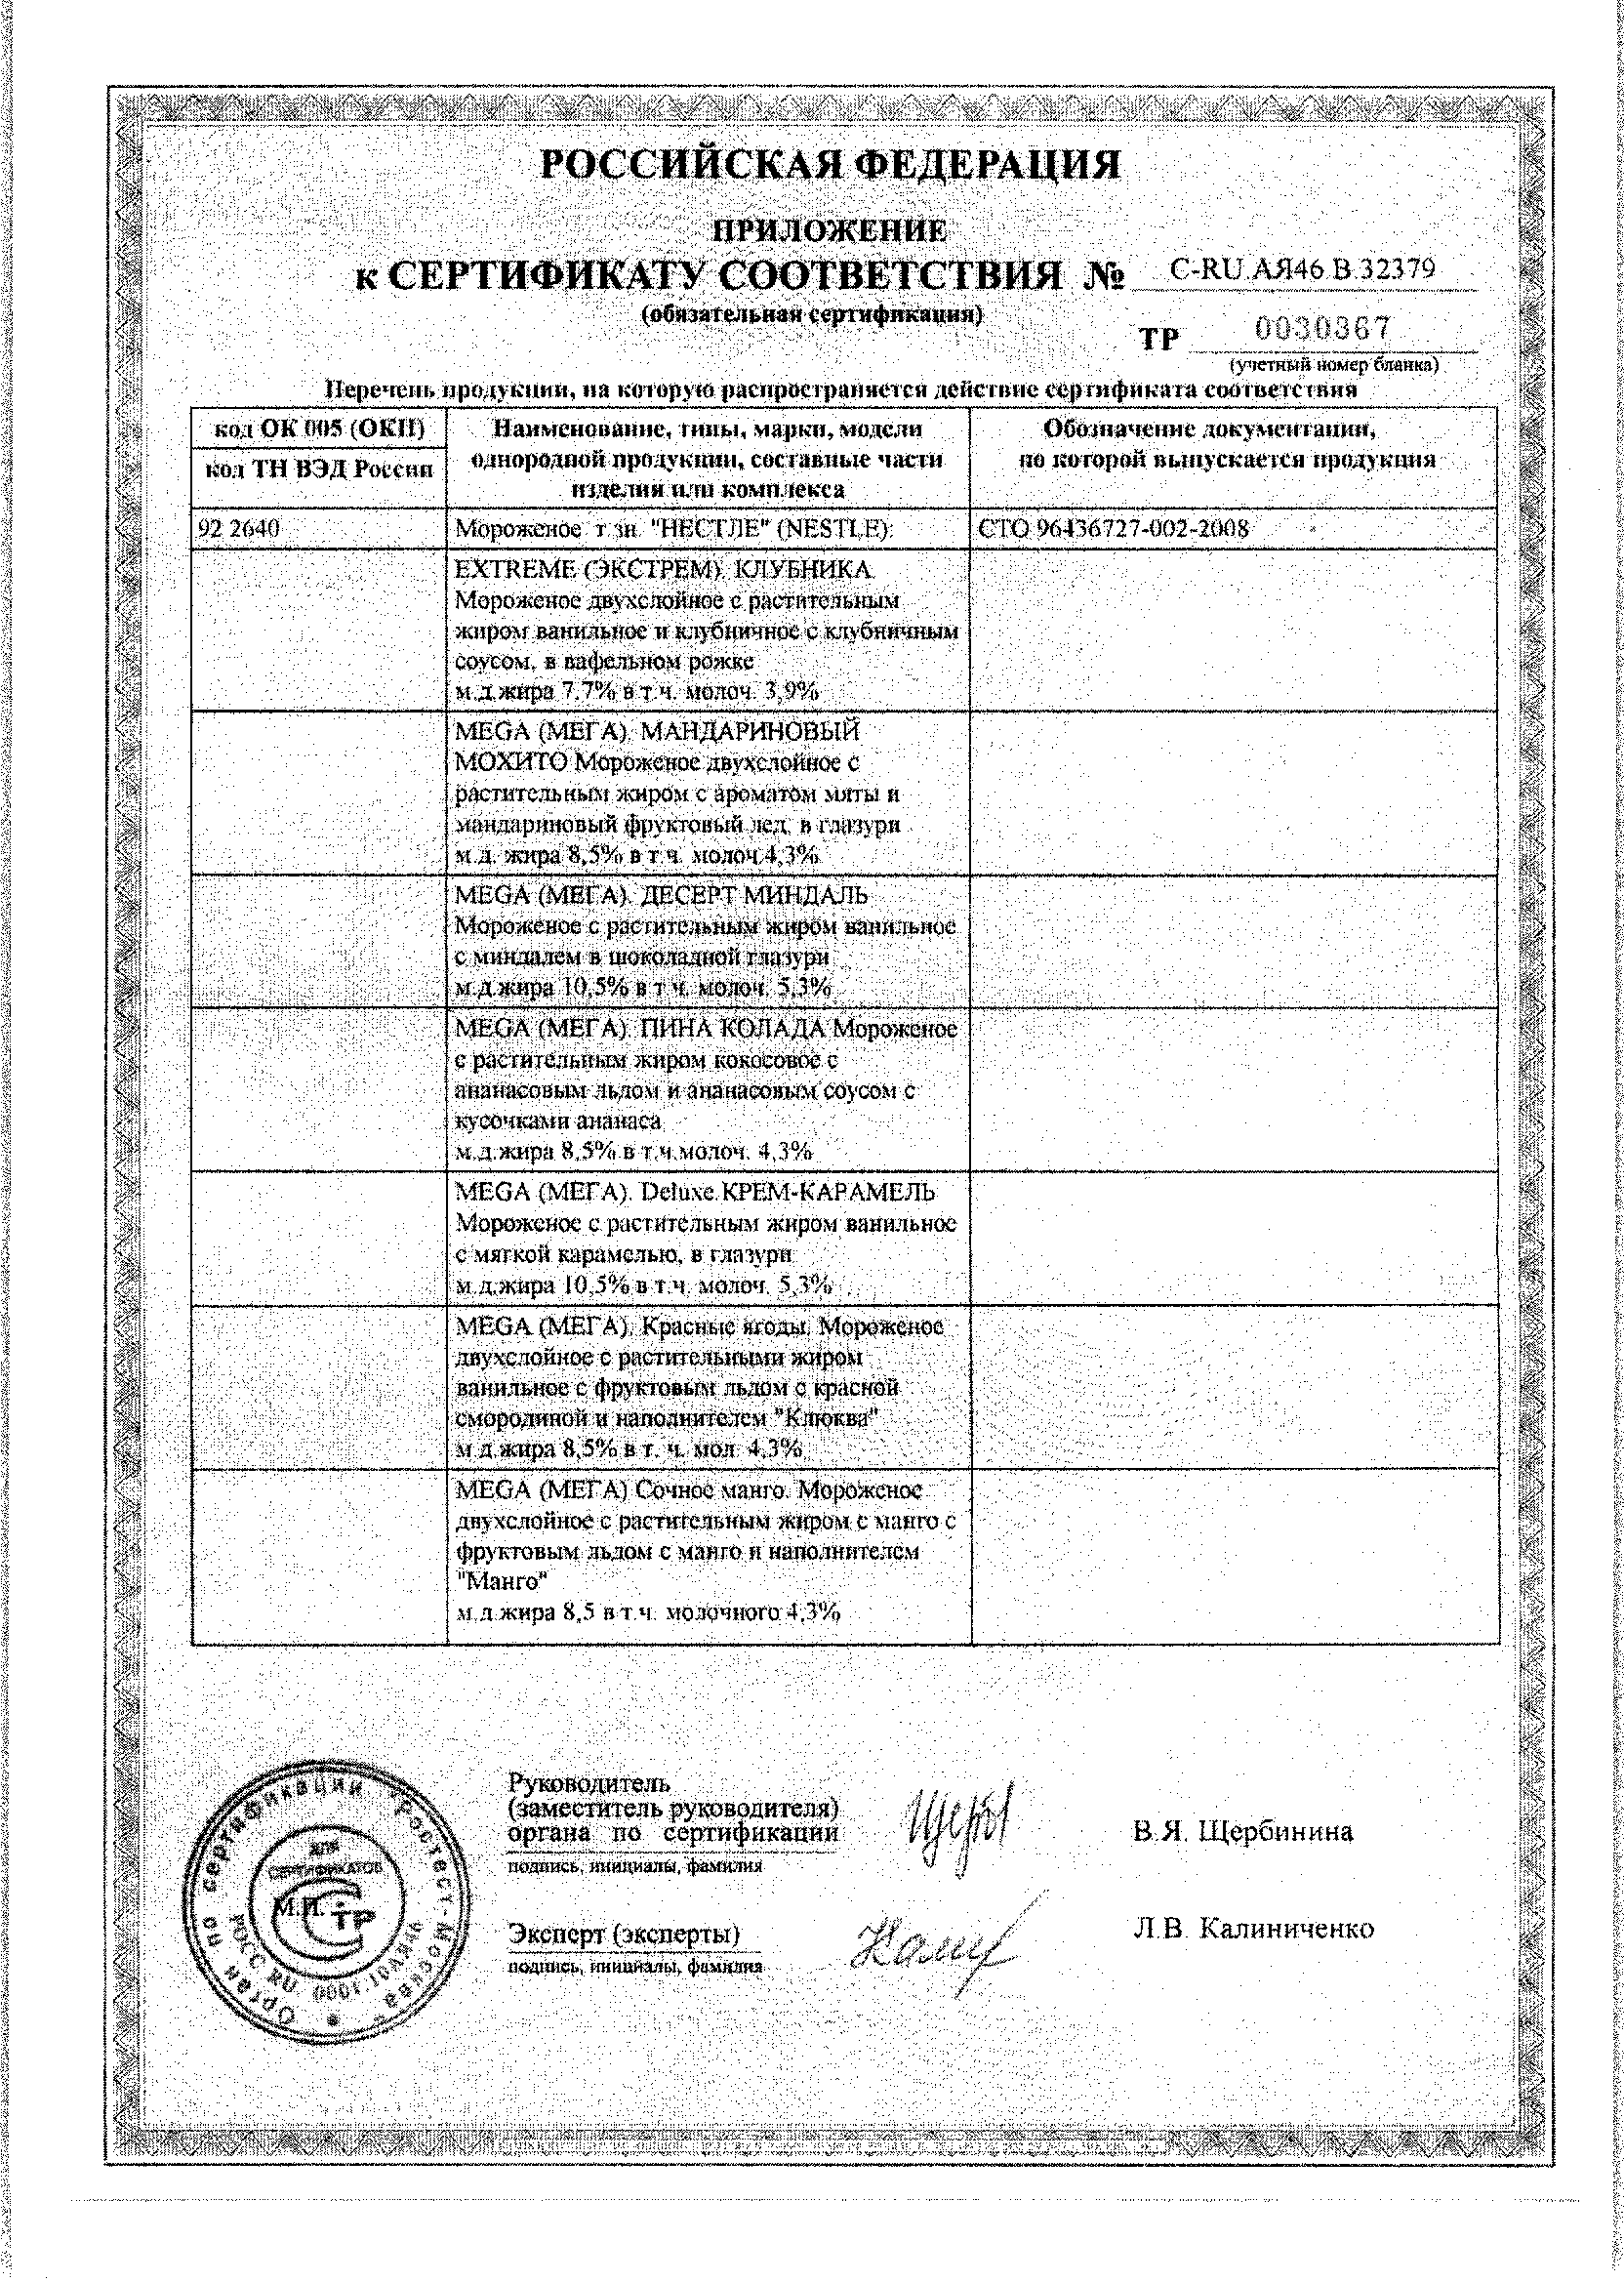 РОССИЙСКАЯ ФЕДЕРАЦИЯ
ПРИЛОЖЕНИЕ
к СЕРТИФИКАТУ СООТВЕТСТВИЯ № C-RU.АЯ46.В.32379
(обязательная сертификация)
ТР 0030367
(учетный номер бланка)
Перечень продукции, на которую распространяется действие сертификата соответствия
код ОК 005 (ОКП)
код ТН ВЭД России
Наименование, типы, марки, модели
однородной продукции, составные части
изделия или комплекса
Обозначение документации,
по которой выпускается продукция
92 2640
Мороженое т.зн. "НЕСТЛЕ" (NESTLE):
СТО 96436727-002-2008
EXTREME (ЭКСТРЕМ). КЛУБНИКА
Мороженое двухслойное с растительным
жиром ванильное и клубничное с клубничным
соусом, в вафельном рожке
м.д.жира 7,7% в т.ч. молоч. 3,9%
MEGA (МЕГА). МАНДАРИНОВЫЙ
МОХИТО Мороженое двухслойное с
растительным жиром с ароматом мяты и
мандариновый фруктовый лед, в глазури
м.д. жира 8,5% в т.ч. молоч.4,3%
MEGA (МЕГА). ДЕСЕРТ МИНДАЛЬ
Мороженое с растительным жиром ванильное
с миндалем в шоколадной глазури
м.д.жира 10,5% в т.ч. молоч. 5,3%
MEGA (МЕГА). ПИНА КОЛАДА Мороженое
с растительным жиром кокосовое с
ананасовым льдом и ананасовым соусом с
кусочками ананаса
м.д.жира 8,5% в т.ч.молоч. 4,3%
MEGA (МЕГА). Deluxe.КРЕМ-КАРАМЕЛЬ
Мороженое с растительным жиром ванильное
с мягкой карамелью, в глазури
м.д.жира 10,5% в т.ч. молоч. 5,3%
MEGA (МЕГА). Красные ягоды. Мороженое
двухслойное с растительными жиром
ванильное с фруктовым льдом с красной
смородиной и наполнителем "Клюква"
м.д.жира 8,5% в т. ч. мол. 4,3%
MEGA (МЕГА) Сочное манго. Мороженое
двухслойное с растительным жиром с манго с
фруктовым льдом с манго и наполнителем
"Манго"
м.д.жира 8,5 в т.ч. молочного 4,3%
Руководитель
(заместитель руководителя)
органа по сертификации
подпись, инициалы, фамилия
В.Я. Щербинина
Эксперт (эксперты)
подпись, инициалы, фамилия
Л.В. Калиниченко
Орган по сертификации "Ростест-Москва"
РОСС RU
ДЛЯ
СЕРТИФИКАТОВ
М.П.
ТР